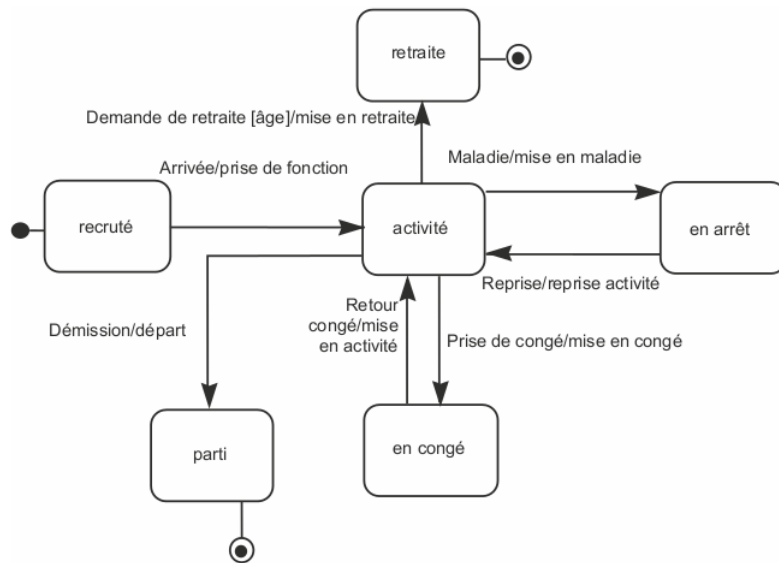 retraite
Demande de retraite [âge]/mise en retraite
Arrivée/prise de fonction
Maladie/mise en maladie
recruté
activité
en arrêt
Reprise/reprise activité
Démission/départ
Retour
congé/mise
en activité
Prise de congé/mise en congé
parti
en congé